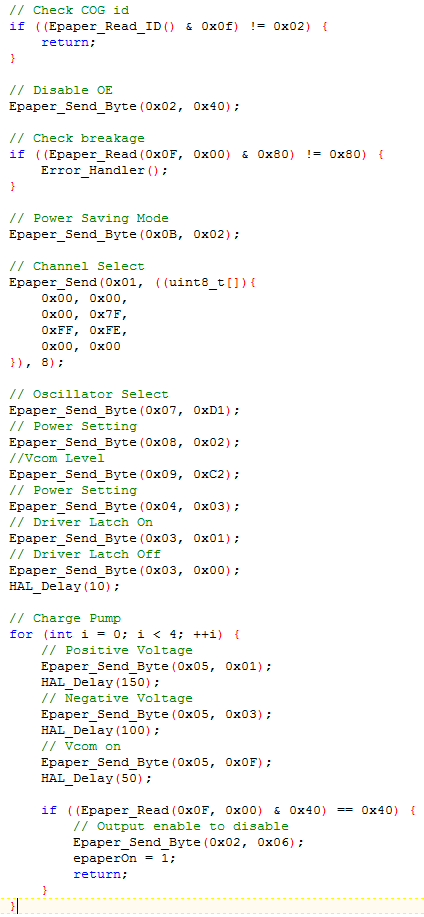 // Check COG id
if ((Epaper_Read_ID() & 0x0f) != 0x02) {
    return;
}

// Disable OE
Epaper_Send_Byte(0x02, 0x40);

// Check breakage
if ((Epaper_Read(0x0F, 0x00) & 0x80) != 0x80) {
    Error_Handler();
}

// Power Saving Mode
Epaper_Send_Byte(0x0B, 0x02);

// Channel Select
Epaper_Send(0x01, ((uint8_t[]){
    0x00, 0x00,
    0x00, 0x7F,
    0xFF, 0xFE,
    0x00, 0x00
}), 8);

// Oscillator Select
Epaper_Send_Byte(0x07, 0xD1);
// Power Setting
Epaper_Send_Byte(0x08, 0x02);
//Vcom Level
Epaper_Send_Byte(0x09, 0xC2);
// Power Setting
Epaper_Send_Byte(0x04, 0x03);
// Driver Latch On
Epaper_Send_Byte(0x03, 0x01);
// Driver Latch Off
Epaper_Send_Byte(0x03, 0x00);
HAL_Delay(10);

// Charge Pump
for (int i = 0; i < 4; ++i) {
    // Positive Voltage
    Epaper_Send_Byte(0x05, 0x01);
    HAL_Delay(150);
    // Negative Voltage
    Epaper_Send_Byte(0x05, 0x03);
    HAL_Delay(100);
    // Vcom on
    Epaper_Send_Byte(0x05, 0x0F);
    HAL_Delay(50);

    if ((Epaper_Read(0x0F, 0x00) & 0x40) == 0x40) {
        // Output enable to disable
        Epaper_Send_Byte(0x02, 0x06);
        epaperOn = 1;
        return;
    }
}